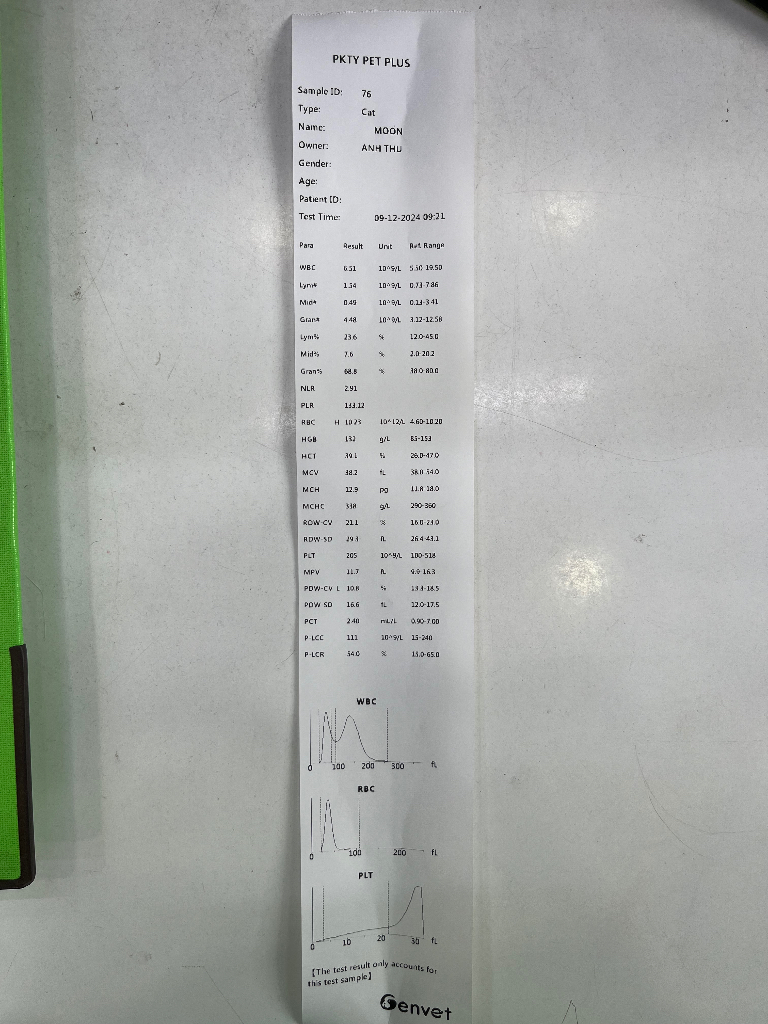 PKTY PET PLUS
Sample ID: 76
Type: Cat
Name: MOON
Owner: ANH THU
Gender:
Age:
Patient ID:
Test Time: 09-12-2024 09:21
Para Result Unit Ref. Range
WBC 6.51 10^9/L 5.50-19.50
Lym# 1.54 10^9/L 0.73-7.86
Mid# 0.49 10^9/L 0.13-3.41
Gran# 4.48 10^9/L 3.12-12.58
Lym% 23.6 % 12.0-45.0
Mid% 7.6 % 2.0-20.2
Gran% 68.8 % 38.0-80.0
NLR 2.91
PLR 133.12
RBC H 10.23 10^12/L 4.60-10.20
HGB 132 g/L 85-153
HCT 39.1 % 26.0-47.0
MCV 38.2 fL 38.0-54.0
MCH 12.9 pg 11.8-18.0
MCHC 338 g/L 290-360
RDW-CV 21.1 % 16.0-23.0
RDW-SD 29.3 fL 26.4-43.1
PLT 205 10^9/L 100-518
MPV 11.7 fL 9.9-16.3
PDW-CV L 10.8 % 13.3-18.5
PDW-SD 16.6 fL 12.0-17.5
PCT 2.40 mL/L 0.90-7.00
P-LCC 111 10^9/L 15-240
P-LCR 54.0 % 15.0-65.0
WBC
0 100 200 300 fL
RBC
0 100 200 fL
PLT
0 10 20 30 fL
【The test result only accounts for
this test sample】
Genvet